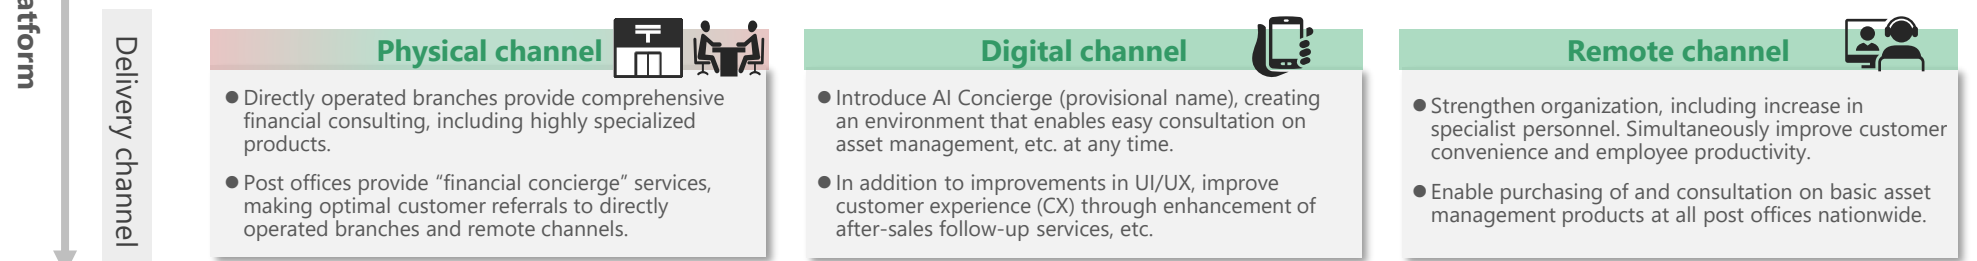 Delivery channel
Physical channel
● Directly operated branches provide comprehensive
financial consulting, including highly specialized
products.
● Post offices provide “financial concierge” services,
making optimal customer referrals to directly
operated branches and remote channels.
Digital channel
● Introduce AI Concierge (provisional name), creating
an environment that enables easy consultation on
asset management, etc. at any time.
● In addition to improvements in UI/UX, improve
customer experience (CX) through enhancement of
after-sales follow-up services, etc.
Remote channel
● Strengthen organization, including increase in
specialist personnel. Simultaneously improve customer
convenience and employee productivity.
● Enable purchasing of and consultation on basic asset
management products at all post offices nationwide.